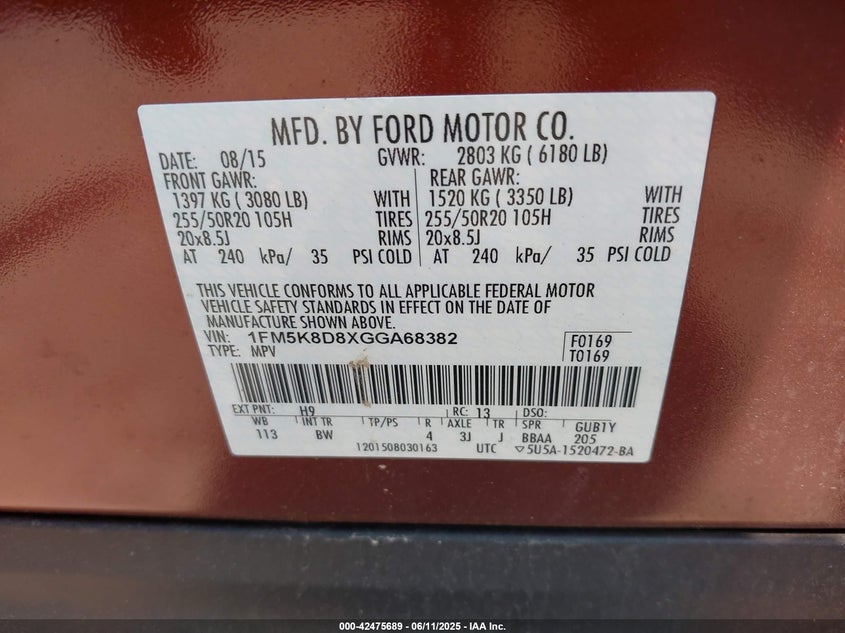 MFD. BY FORD MOTOR CO.
DATE: 08/15 GVWR: 2803 KG ( 6180 LB)
FRONT GAWR: REAR GAWR:
1397 KG ( 3080 LB) WITH 1520 KG ( 3350 LB) WITH
255/50R20 105H TIRES 255/50R20 105H TIRES
20x8.5J RIMS 20x8.5J RIMS
AT 240 kPa/ 35 PSI COLD AT 240 kPa/ 35 PSI COLD
THIS VEHICLE CONFORMS TO ALL APPLICABLE FEDERAL MOTOR
VEHICLE SAFETY STANDARDS IN EFFECT ON THE DATE OF
MANUFACTURE SHOWN ABOVE.
VIN: 1FM5K8D8XGGA68382 F0169
TYPE: MPV T0169
EXT PNT: H9 RC: 13 DSO:
WB INT TR TP/PS R AXLE TR SPR GUB1Y
113 BW 4 3J J BBAA 205
1201508030163 UTC ▽5U5A-1520472-BA
000-42475689 - 06/11/2025 - IAA Inc.